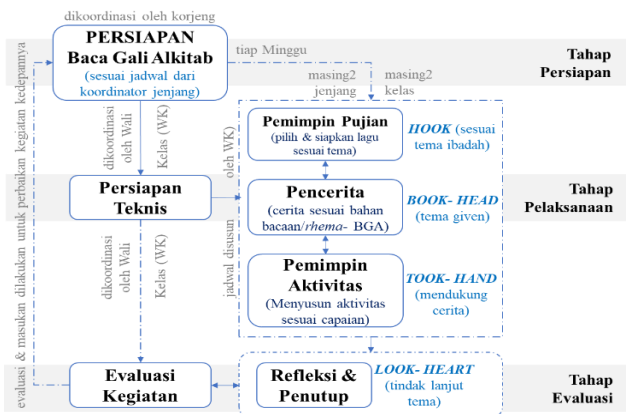 dikoordinasi oleh korjeng
PERSIAPAN
Baca Gali Alkitab
(sesuai jadwal dari
koordinator jenjang)
tiap Minggu
masing2
jenjang
masing2
kelas
Tahap
Persiapan
evaluasi & masukan dilakukan untuk perbaikan kegiatan kedepannya
dikoordinasi
oleh Wali
Kelas (WK)
jadwal disusun
oleh WK
Pemimpin Pujian
(pilih & siapkan lagu
sesuai tema)
HOOK (sesuai
tema ibadah)
Persiapan
Teknis
Pencerita
(cerita sesuai bahan
bacaan/rhema- BGA)
BOOK- HEAD
(tema given)
Tahap
Pelaksanaan
dikoordinasi
oleh Wali
Kelas (WK)
Pemimpin
Aktivitas
(Menyusun aktivitas
sesuai capaian)
TOOK- HAND
(mendukung
cerita)
Evaluasi
Kegiatan
Refleksi &
Penutup
LOOK- HEART
(tindak lanjut
tema)
Tahap
Evaluasi